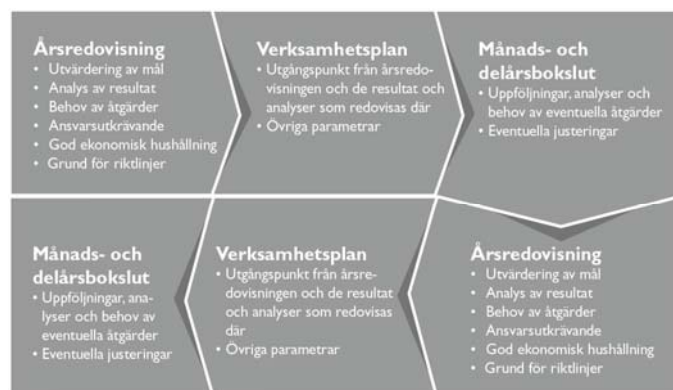 Årsredovisning
• Utvärdering av mål
• Analys av resultat
• Behov av åtgärder
• Ansvarsutkrävande
• God ekonomisk hushållning
• Grund för riktlinjer
Verksamhetsplan
• Utgångspunkt från årsredo-
visningen och de resultat och
analyser som redovisas där
• Övriga parametrar
Månads- och
delårsbokslut
• Uppföljningar, analyser och
behov av eventuella åtgärder
• Eventuella justeringar
Månads- och
delårsbokslut
• Uppföljningar, ana-
lyser och behov av
eventuella åtgärder
• Eventuella justeringar
Verksamhetsplan
• Utgångspunkt från årsre-
dovisningen och de resultat
och analyser som redovisas
där
• Övriga parametrar
Årsredovisning
• Utvärdering av mål
• Analys av resultat
• Behov av åtgärder
• Ansvarsutkrävande
• God ekonomisk hushållning
• Grund för riktlinjer